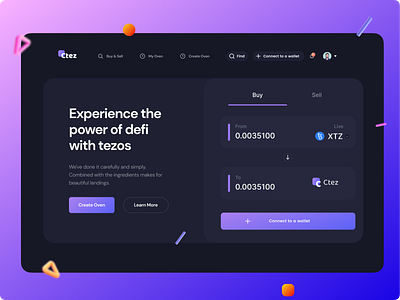 Ctez
Buy & Sell
My Oven
Create Oven
Find
Connect to a wallet
Experience the
power of defi
with tezos
We've done it carefully and simply.
Combined with the ingredients makes for
beautiful landings.
Create Oven
Learn More
Buy
Sell
From
0.0035100
Live
XTZ
To
0.0035100
Ctez
Connect to a wallet